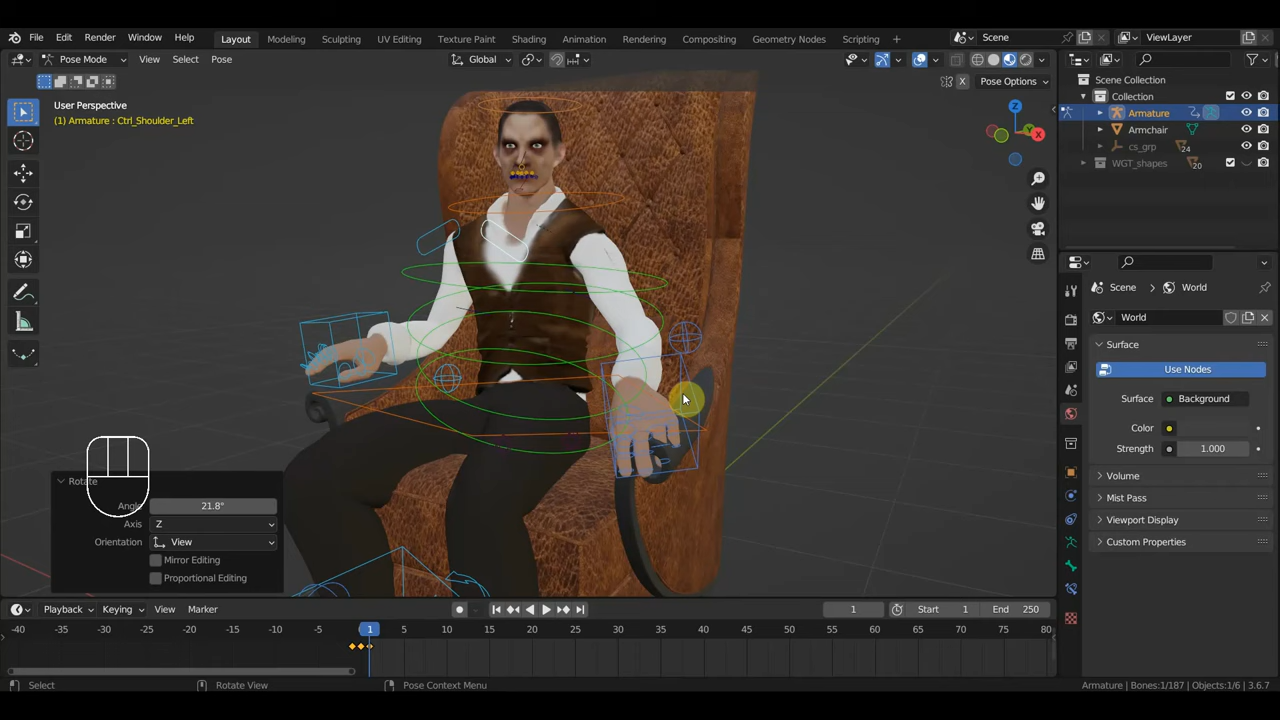 File Edit Render Window Help Layout Modeling Sculpting UV Editing Texture Paint Shading Animation Rendering Compositing Geometry Nodes Scripting + Scene ViewLayer
Pose Mode View Select Pose Global
X Pose Options
User Perspective
(1) Armature : Ctrl_Shoulder_Left
Z
Y
X
Scene Collection
Collection
Armature
Armchair
cs_grp 24
WGT_shapes 20
Scene World
World
Surface
Use Nodes
Surface Background
Color
Strength 1.000
Volume
Mist Pass
Viewport Display
Custom Properties
Rotate
Angle 21.8°
Axis Z
Orientation View
Mirror Editing
Proportional Editing
Playback Keying View Marker 1 Start 1 End 250
-40 -35 -30 -25 -20 -15 -10 -5 1 5 10 15 20 25 30 35 40 45 50 55 60 65 70 75 80
Select Rotate View Pose Context Menu Armature | Bones:1/187 | Objects:1/6 | 3.6.7